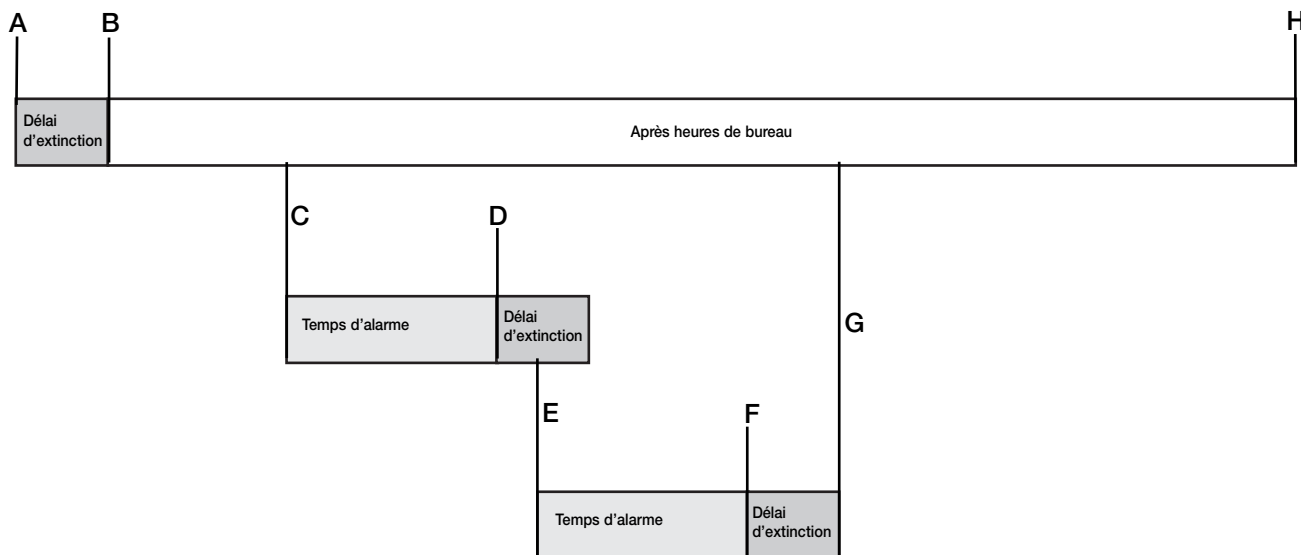 A
B
H
Délai
d'extinction
Après heures de bureau
C
D
Temps d'alarme
Délai
d'extinction
G
E
F
Temps d'alarme
Délai
d'extinction